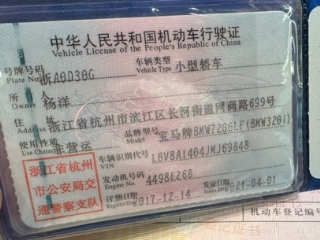 中华人民共和国机动车行驶证
Vehicle License of the People's Republic of China
号牌号码 浙A0D30G 车辆类型 小型轿车
Vehicle Type
所有人 杨洋
Owner
住址 浙江省杭州市滨江区长河街道网商路699号
使用性质 非营运 品牌型号 宝马牌BMW7200LF(BMW320I)
Model
浙江省杭州市公安局交通警察支队
车辆识别代号 LBV8A1404JMJ69848
VIN
发动机号码 4498E268
Engine No.
注册日期 2017-12-14 发证日期 2021-04-01
机动车登记编号